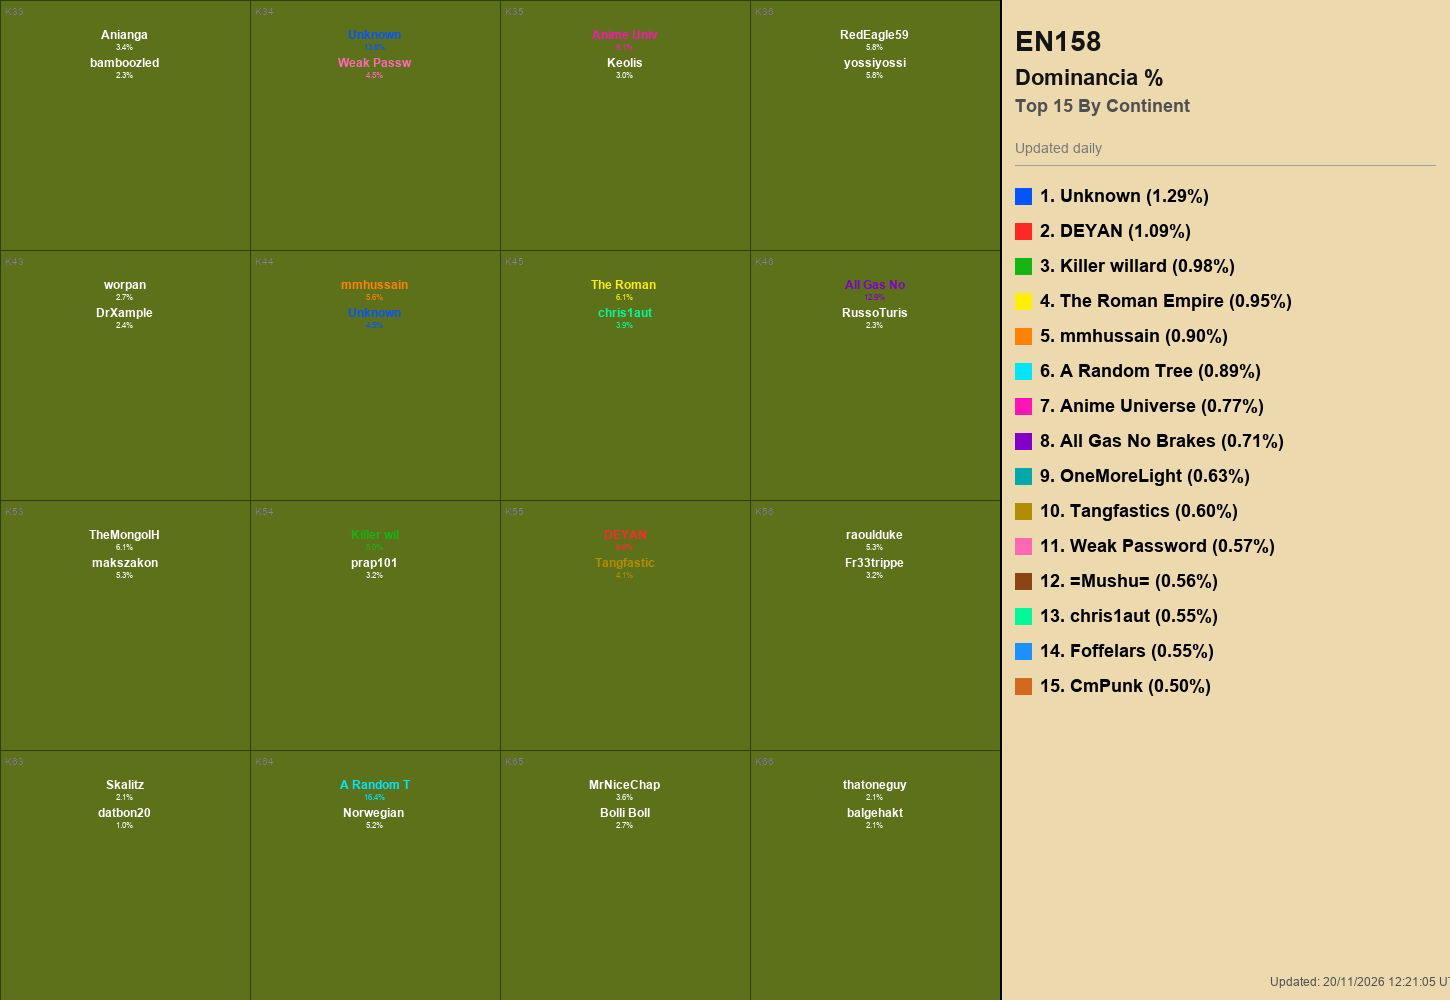 K33
Anianga
3.4%
bamboozled
2.3%
K34
Unknown
Weak Passw
4.5%
K35
Anime Univ
Keolis
3.0%
K36
RedEagle59
5.8%
yossiyossi
5.8%
K43
worpan
2.7%
DrXample
2.4%
K44
mmhussain
5.6%
Unknown
K45
The Roman
6.1%
chris1aut
3.9%
K46
All Gas No
12.9%
RussoTuris
2.3%
K53
TheMongolH
6.1%
makszakon
5.3%
K54
Killer wil
prap101
3.2%
K55
DEYAN
Tangfastic
4.1%
K56
raoulduke
5.3%
Fr33trippe
3.2%
K63
Skalitz
2.1%
datbon20
1.0%
K64
A Random T
16.4%
Norwegian
5.2%
K65
MrNiceChap
3.6%
Bolli Boll
2.7%
K66
thatoneguy
2.1%
balgehakt
2.1%
EN158
Dominancia %
Top 15 By Continent
Updated daily
1. Unknown (1.29%)
2. DEYAN (1.09%)
3. Killer willard (0.98%)
4. The Roman Empire (0.95%)
5. mmhussain (0.90%)
6. A Random Tree (0.89%)
7. Anime Universe (0.77%)
8. All Gas No Brakes (0.71%)
9. OneMoreLight (0.63%)
10. Tangfastics (0.60%)
11. Weak Password (0.57%)
12. =Mushu= (0.56%)
13. chris1aut (0.55%)
14. Foffelars (0.55%)
15. CmPunk (0.50%)
Updated: 20/11/2026 12:21:05